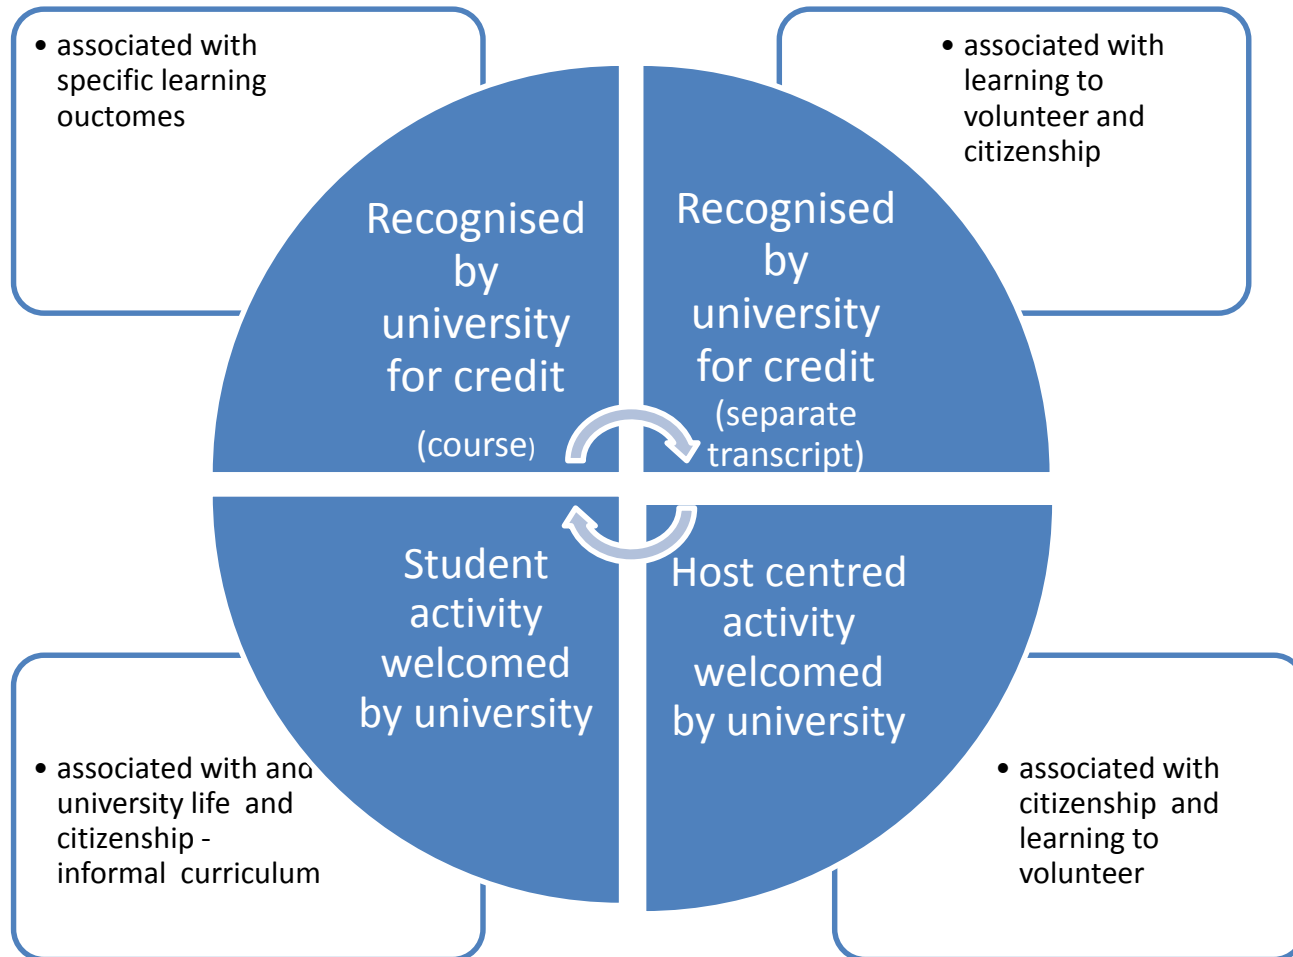 • associated with
specific learning
ouctomes
• associated with
learning to
volunteer and
citizenship
Recognised
by
university
for credit
(course)
Recognised
by
university
for credit
(separate
transcript)
Student
activity
welcomed
by university
Host centred
activity
welcomed
by university
• associated with and
university life and
citizenship -
informal curriculum
• associated with
citizenship and
learning to
volunteer